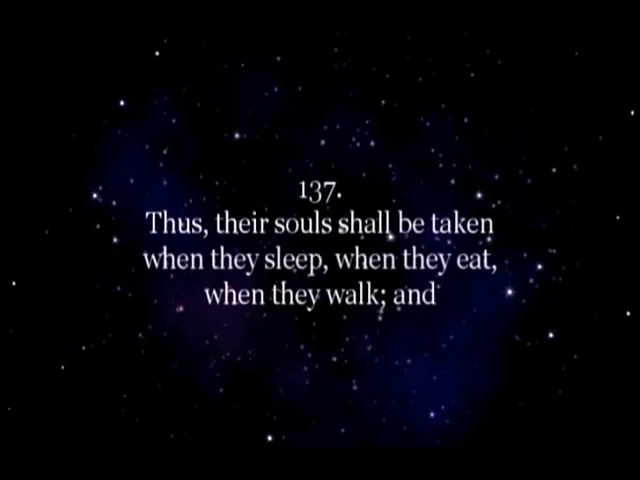 137.
Thus, their souls shall be taken
when they sleep, when they eat,
when they walk; and